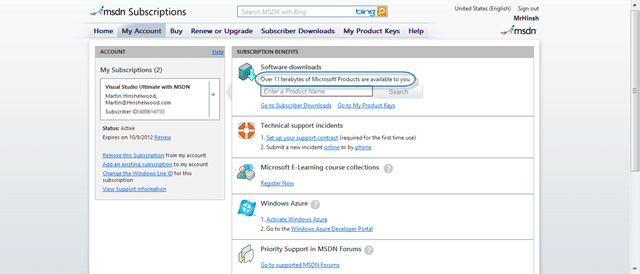 msdn Subscriptions
Search MSDN with Bing
bing
United States (English)
Sign out
MrHinsh
Home
My Account
Buy
Renew or Upgrade
Subscriber Downloads
My Product Keys
Help
msdn
ACCOUNT
Help
My Subscriptions (2)
Visual Studio Ultimate with MSDN
Martin Hinshelwood,
Martin@Hinshelwood.com
Subscriber ID:
Status: Active
Expires on 10/9/2012 Renew
Remove this Subscription from my account
Add an existing subscription to my account
Change the Windows Live ID for this
subscription
View Support information
SUBSCRIPTION BENEFITS
Software downloads
Over 11 terabytes of Microsoft Products are available to you
Enter a Product Name
Search
Go to Subscriber Downloads
Go to My Product Keys
Technical support incidents
1. Set up your support contract (required for the first time use)
2. Submit a new incident online or by phone
Microsoft E-Learning course collections ?
Register Now
Windows Azure ?
1. Activate Windows Azure
2. Go to the Windows Azure Developer Portal
Priority Support in MSDN Forums ?
Go to supported MSDN Forums